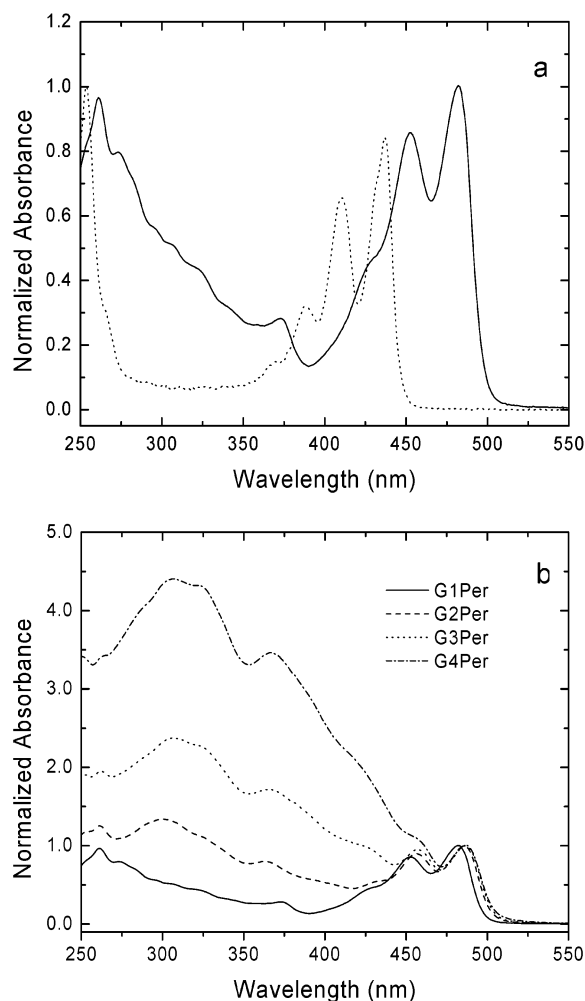 a
1.2
1.0
0.8
0.6
0.4
0.2
0.0
Normalized Absorbance
250 300 350 400 450 500 550
Wavelength (nm)
b
5.0
4.0
3.0
2.0
1.0
0.0
Normalized Absorbance
G1Per
G2Per
G3Per
G4Per
250 300 350 400 450 500 550
Wavelength (nm)